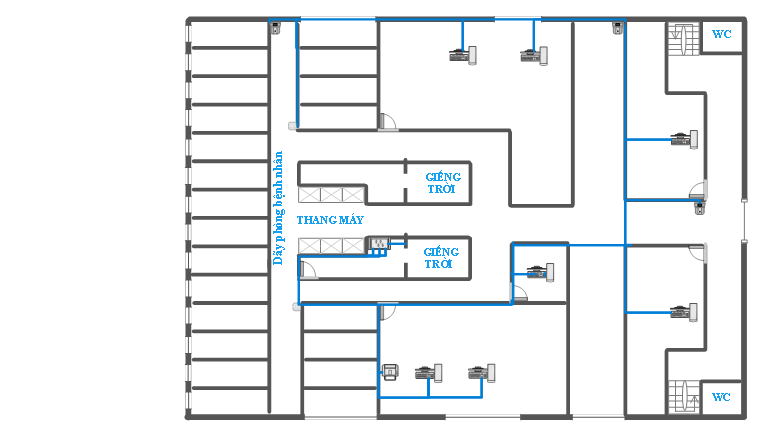 WC
Dãy phòng bệnh nhân
GIẾNG
TRỜI
THANG MÁY
GIẾNG
TRỜI
WC